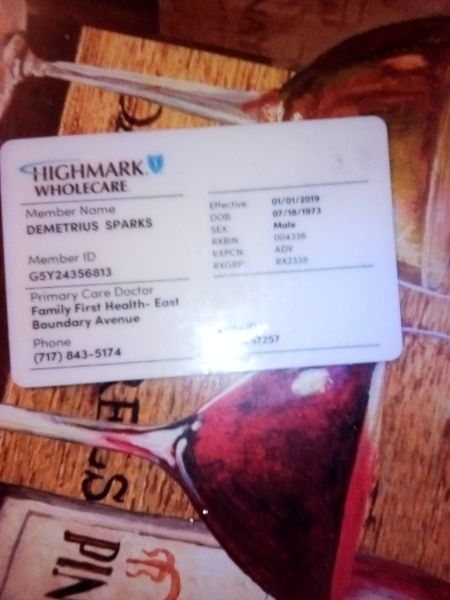 HIGHMARK
WHOLECARE
Member Name
DEMETRIUS SPARKS
Member ID
G5Y24356813
Primary Care Doctor
Family First Health- East
Boundary Avenue
Phone
(717) 843-5174
Effective: 01/01/2019
DOB: 07/18/1973
SEX: Male
RXBIN: 004336
RXPCN: ADV
RXGRP: RX2338
PIN